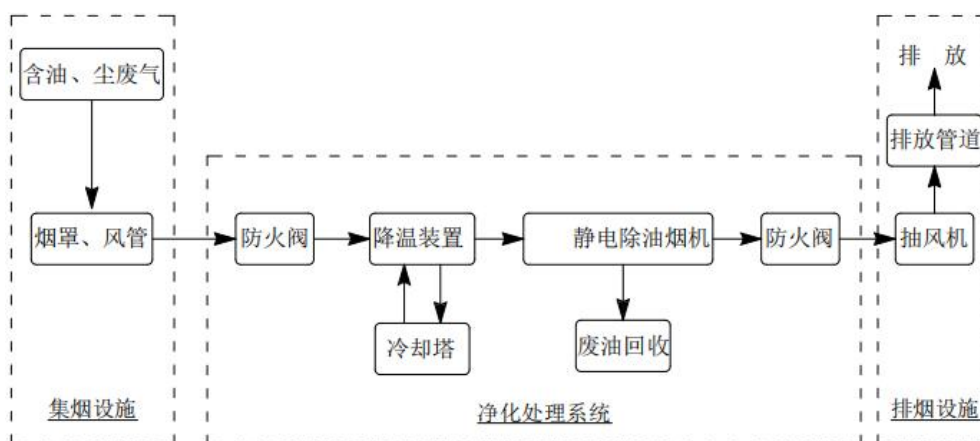 含油、尘废气
烟罩、风管
集烟设施
防火阀
降温装置
静电除油烟机
防火阀
冷却塔
废油回收
净化处理系统
排 放
排放管道
抽风机
排烟设施